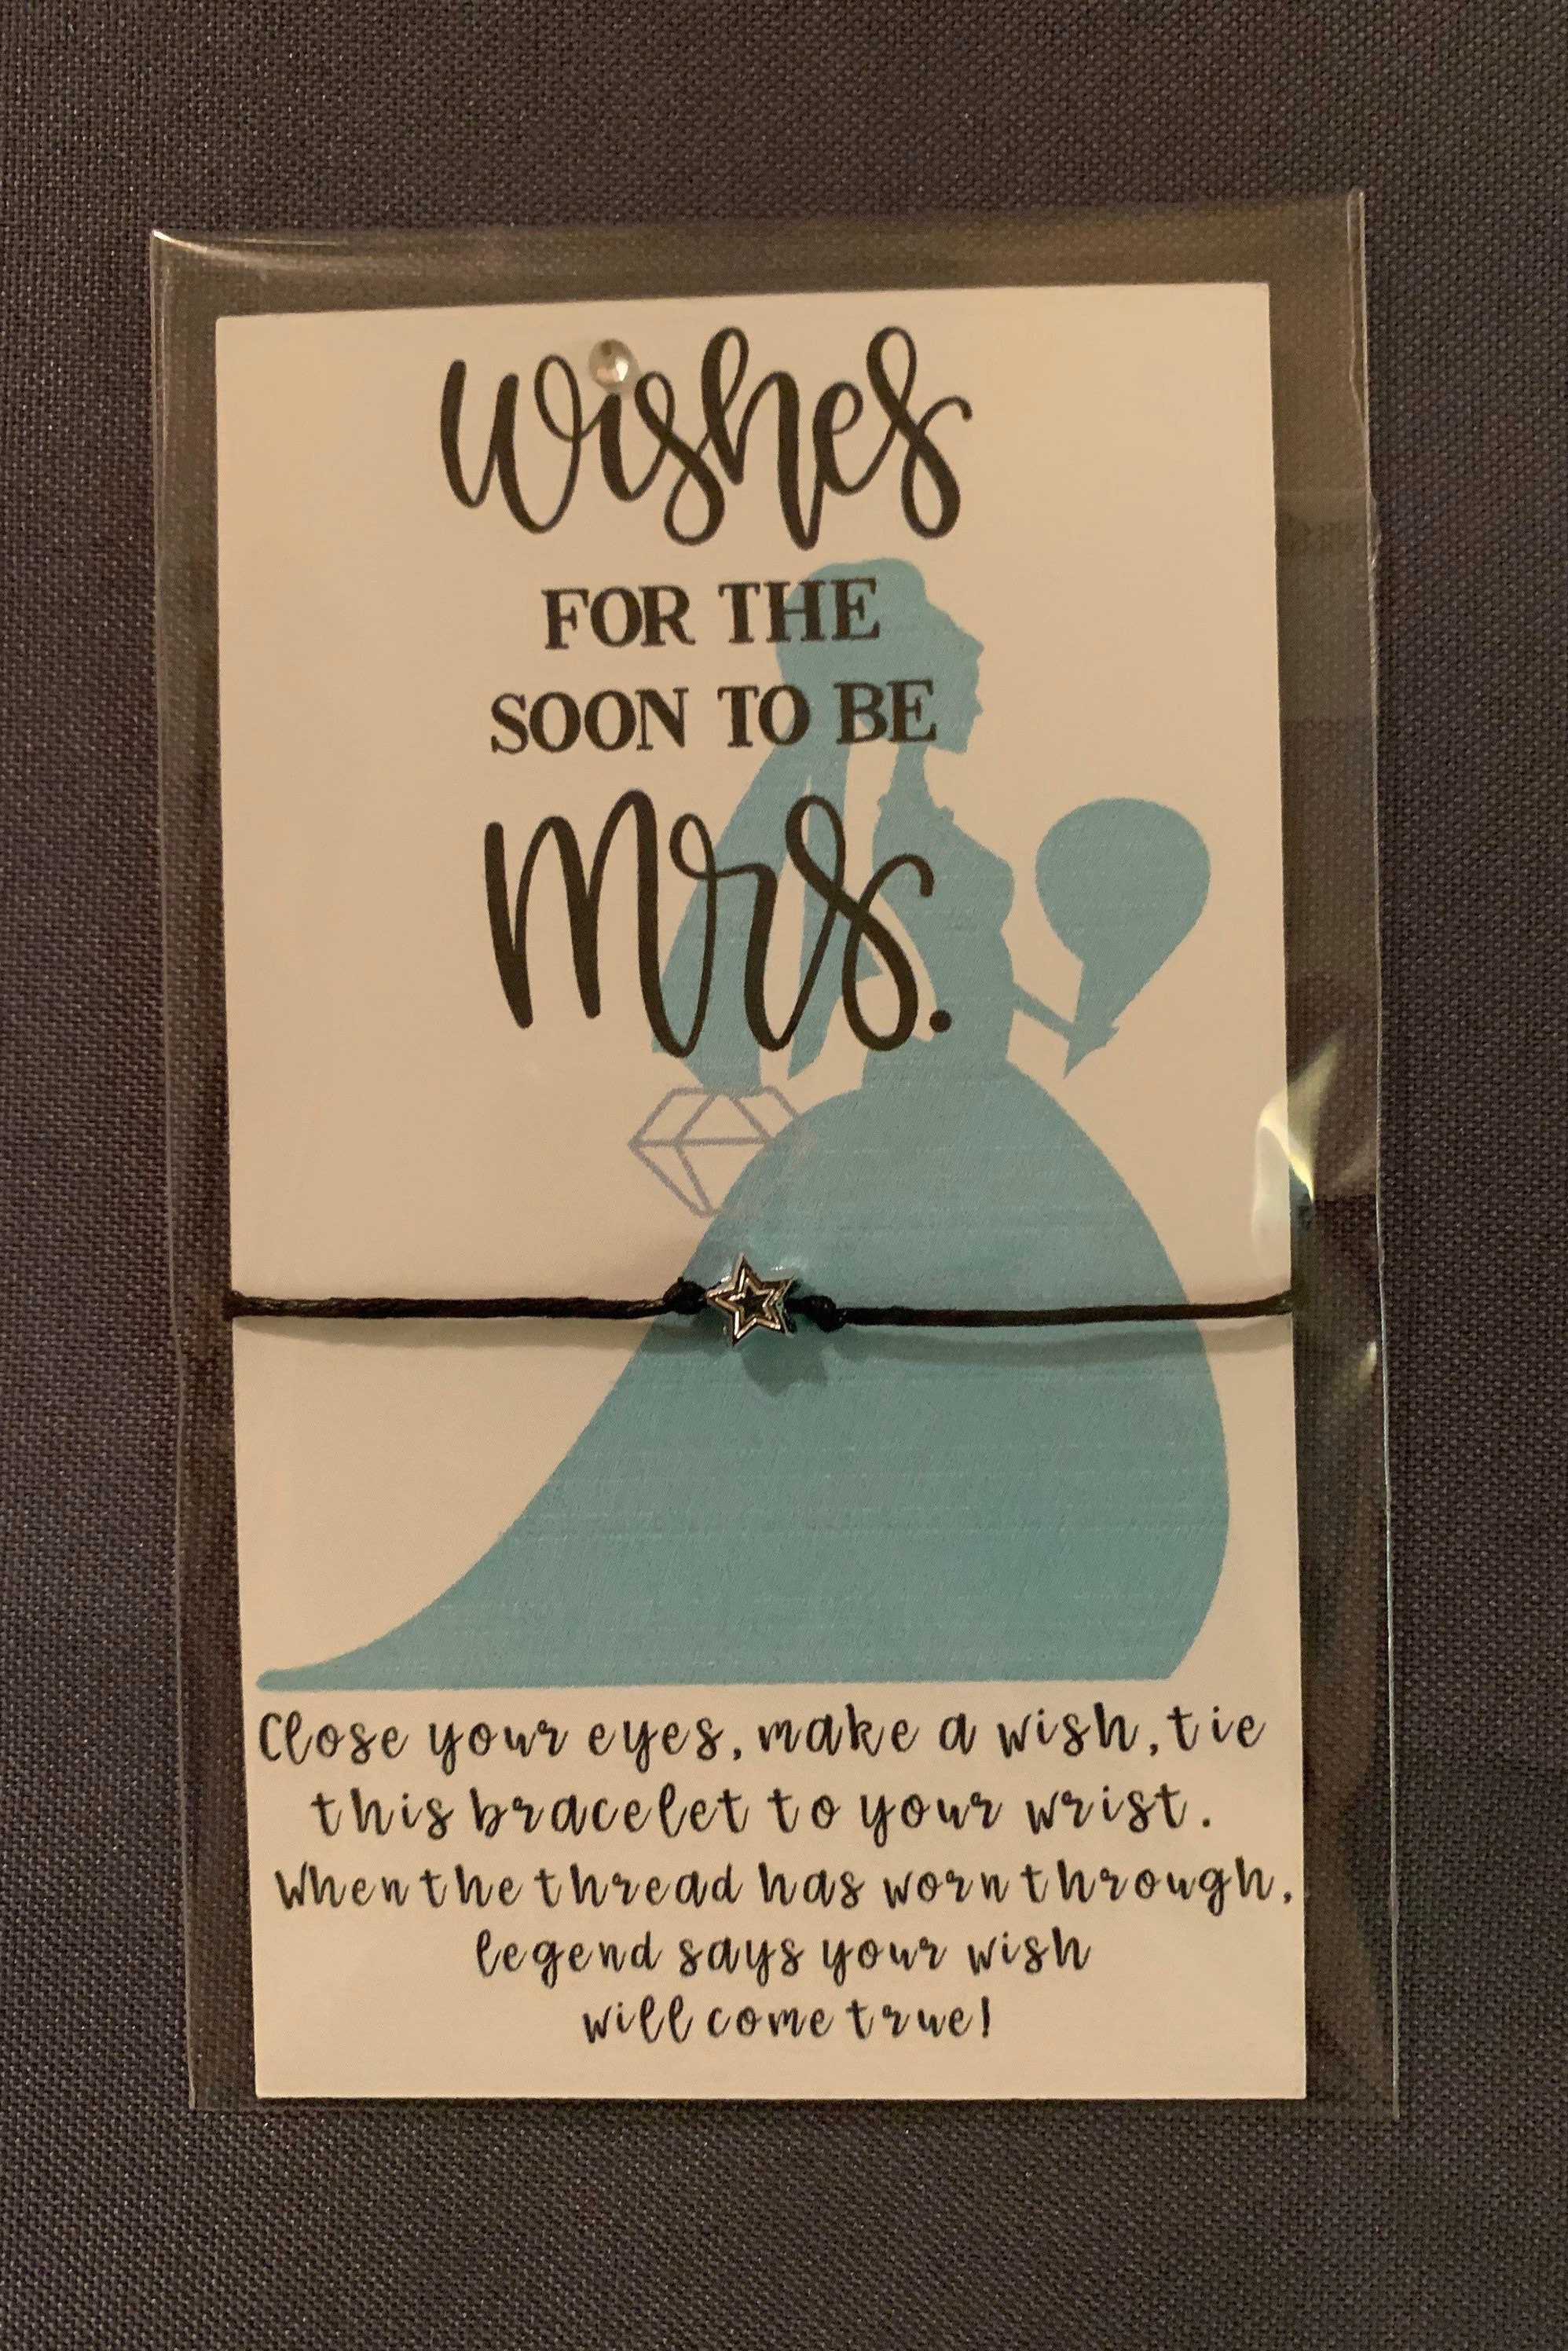 Wishes
FOR THE
SOON TO BE
Mrs.
Close your eyes, make a wish, tie
this bracelet to your wrist.
When the thread has worn through,
legend says your wish
will come true!